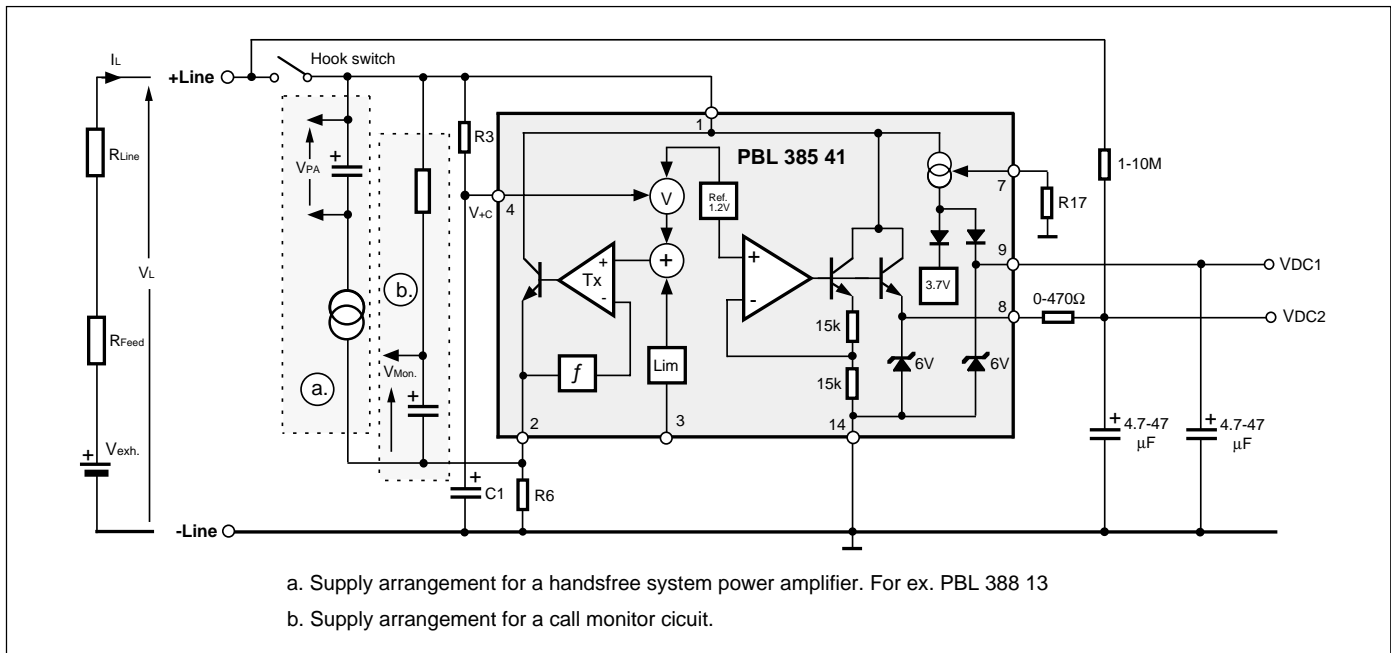 IL
+Line
Hook switch
RLine
VPA
R3
1
PBL 385 41
1-10M
7
R17
V+C
4
V
Ref.
1.2V
+
+
Tx
-
+
-
9
VDC1
3.7V
0-470Ω
8
VDC2
VL
b.
15k
15k
6V
6V
RFeed
f
Lim
VMon.
a.
+
+
2
3
14
+
4.7-47
µF
+
4.7-47
µF
+
Vexh.
+
C1
R6
-Line
a. Supply arrangement for a handsfree system power amplifier. For ex. PBL 388 13
b. Supply arrangement for a call monitor cicuit.